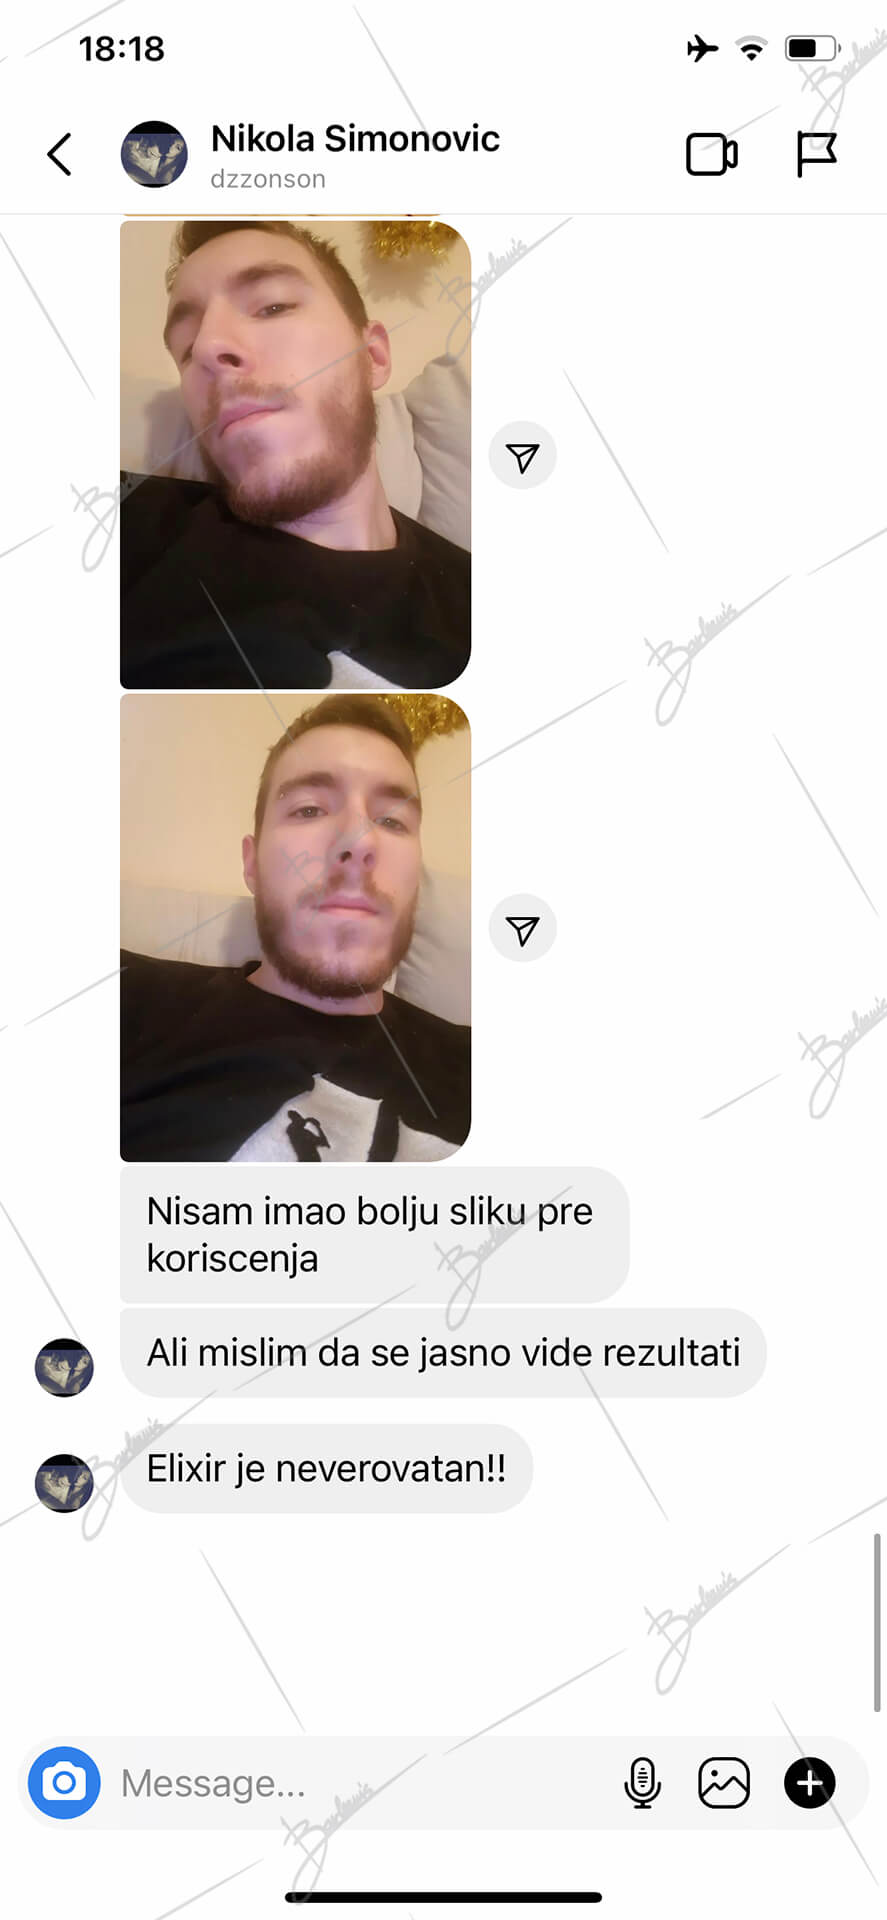 18:18
Nikola Simonovic
dzzonson
Nisam imao bolju sliku pre
koriscenja
Ali mislim da se jasno vide rezultati
Elixir je neverovatan!!
Message...